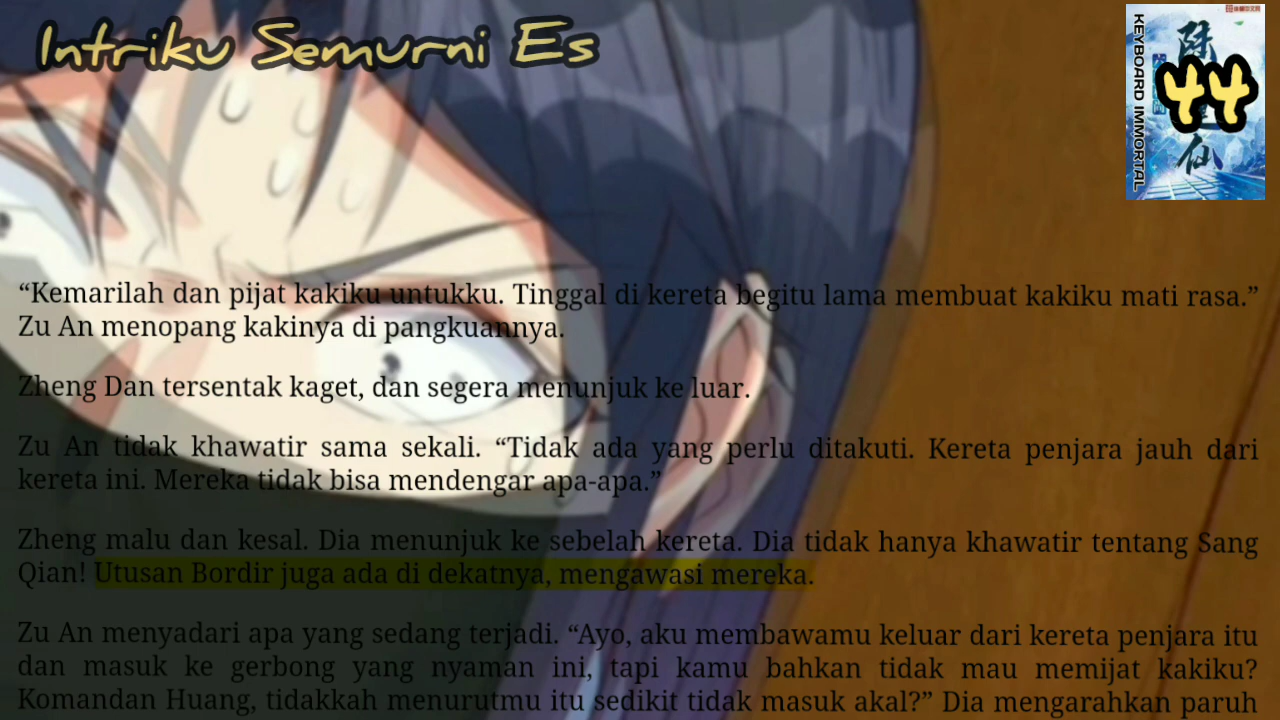 Intriku Semurni Es
KEYBOARD IMMORTAL
44
仙
“Kemarilah dan pijat kakiku untukku. Tinggal di kereta begitu lama membuat kakiku mati rasa.”
Zu An menopang kakinya di pangkuannya.
Zheng Dan tersentak kaget, dan segera menunjuk ke luar.
Zu An tidak khawatir sama sekali. “Tidak ada yang perlu ditakuti. Kereta penjara jauh dari
kereta ini. Mereka tidak bisa mendengar apa-apa.”
Zheng malu dan kesal. Dia menunjuk ke sebelah kereta. Dia tidak hanya khawatir tentang Sang
Qian! Utusan Bordir juga ada di dekatnya, mengawasi mereka.
Zu An menyadari apa yang sedang terjadi. “Ayo, aku membawamu keluar dari kereta penjara itu
dan masuk ke gerbong yang nyaman ini, tapi kamu bahkan tidak mau memijat kakiku?
Komandan Huang, tidakkah menurutmu itu sedikit tidak masuk akal?” Dia mengarahkan paruh